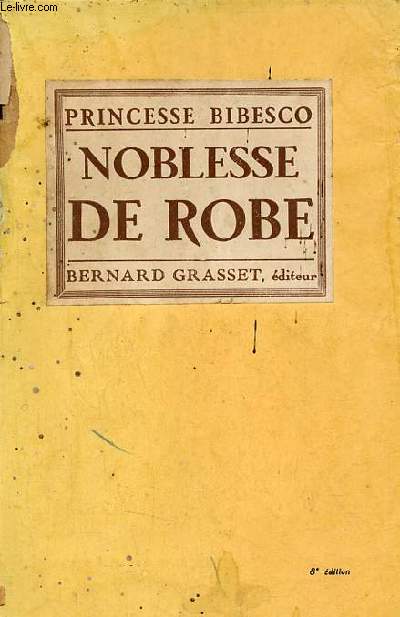 Le-livre.com
PRINCESSE BIBESCO
NOBLESSE
DE ROBE
BERNARD GRASSET, éditeur
8e édition